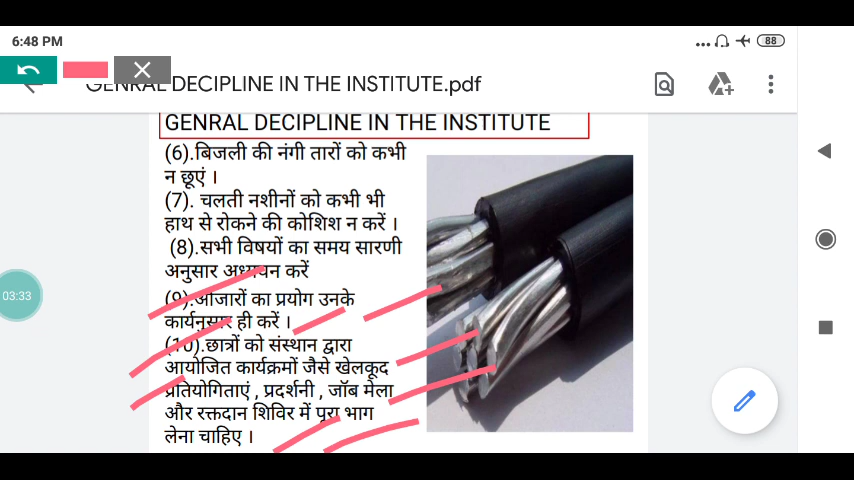 6:48 PM
88
GENRAL DECIPLINE IN THE INSTITUTE.pdf
GENRAL DECIPLINE IN THE INSTITUTE
(6).बिजली की नंगी तारों को कभी
न छूएं ।
(7). चलती नशीनों को कभी भी
हाथ से रोकने की कोशिश न करें ।
(8).सभी विषयों का समय सारणी
अनुसार अध्ययन करें
03:33
(9).औजारों का प्रयोग उनके
कार्यनुसार ही करें ।
(10).छात्रों को संस्थान द्वारा
आयोजित कार्यक्रमों जैसे खेलकूद
प्रतियोगिताएं , प्रदर्शनी , जॉब मेला
और रक्तदान शिविर में पूरा भाग
लेना चाहिए ।